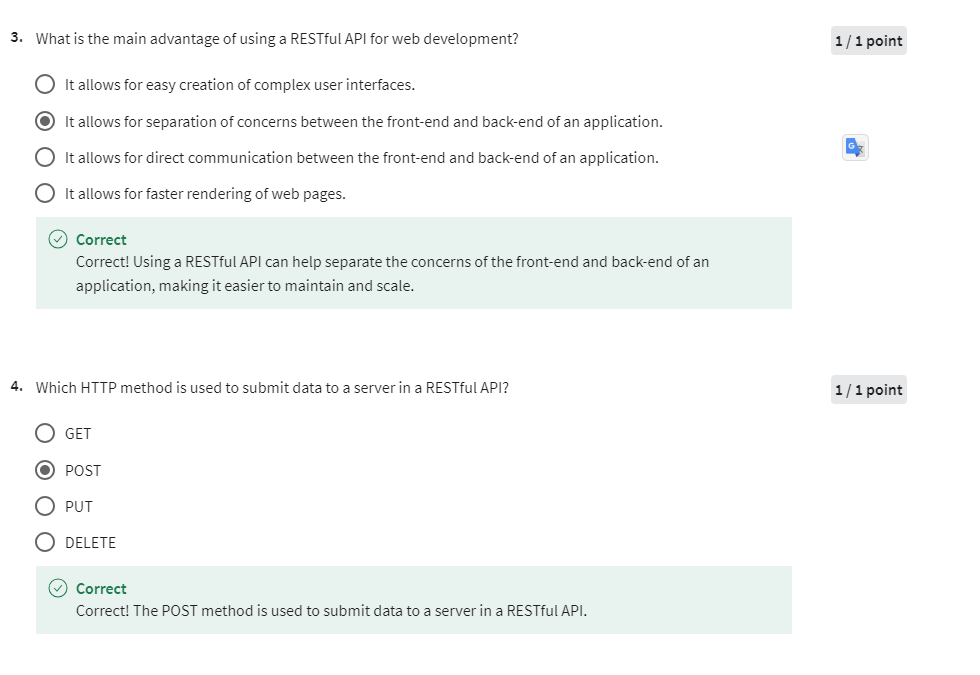 3. What is the main advantage of using a RESTful API for web development?
1 / 1 point
It allows for easy creation of complex user interfaces.
It allows for separation of concerns between the front-end and back-end of an application.
It allows for direct communication between the front-end and back-end of an application.
It allows for faster rendering of web pages.
Correct
Correct! Using a RESTful API can help separate the concerns of the front-end and back-end of an
application, making it easier to maintain and scale.
4. Which HTTP method is used to submit data to a server in a RESTful API?
1 / 1 point
GET
POST
PUT
DELETE
Correct
Correct! The POST method is used to submit data to a server in a RESTful API.